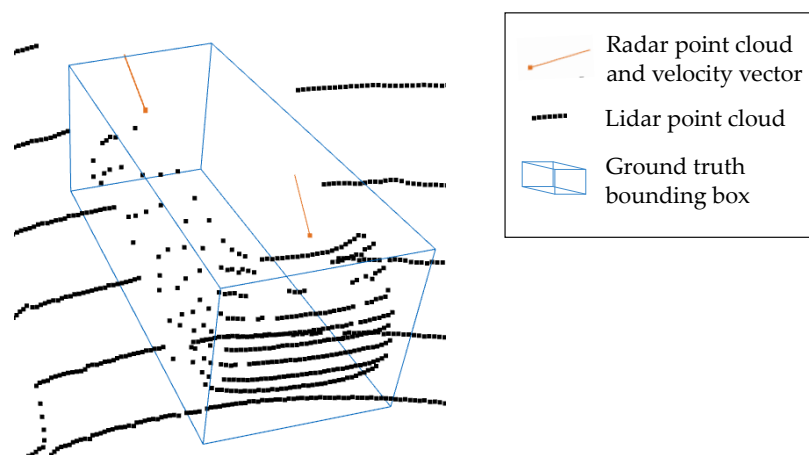 Radar point cloud
and velocity vector
Lidar point cloud
Ground truth
bounding box